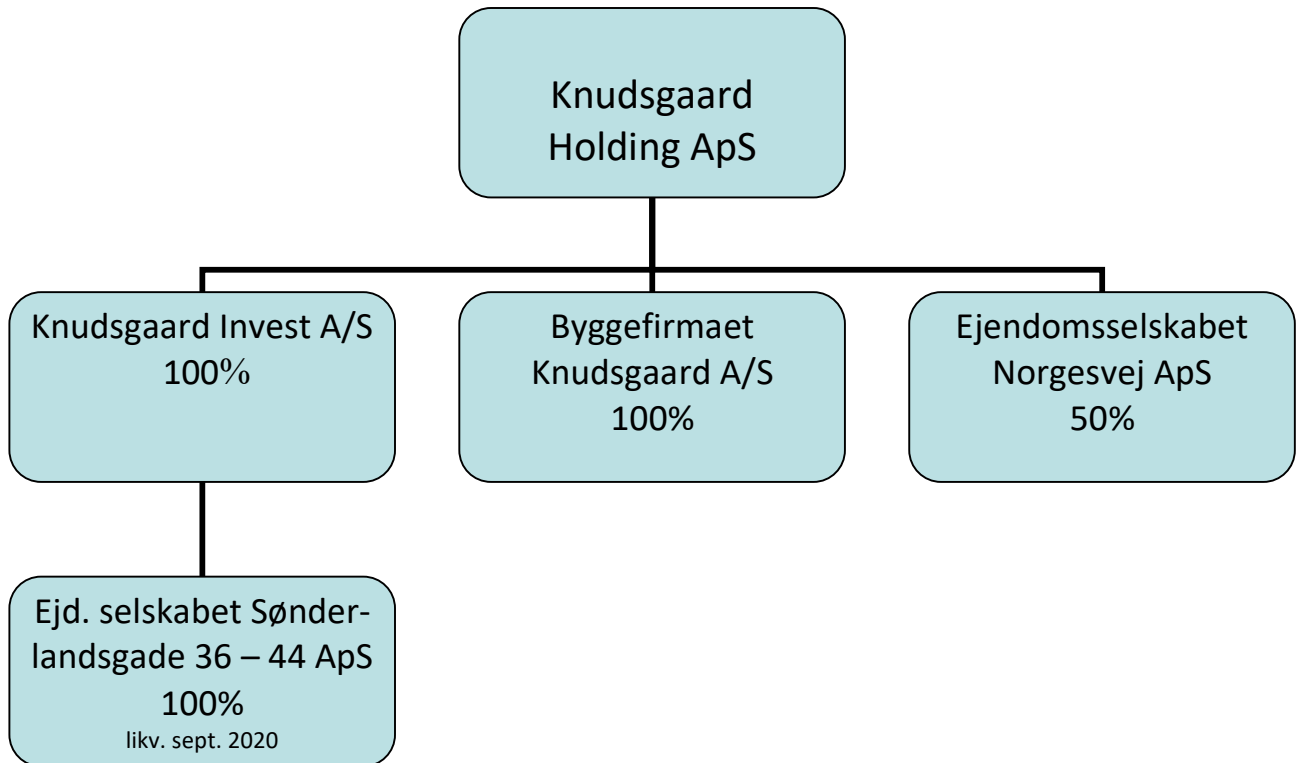 Knudsgaard
Holding ApS
Knudsgaard Invest A/S
100%
Byggefirmaet
Knudsgaard A/S
100%
Ejendomsselskabet
Norgesvej ApS
50%
Ejd. selskabet Sønder-
landsgade 36 – 44 ApS
100%
likv. sept. 2020